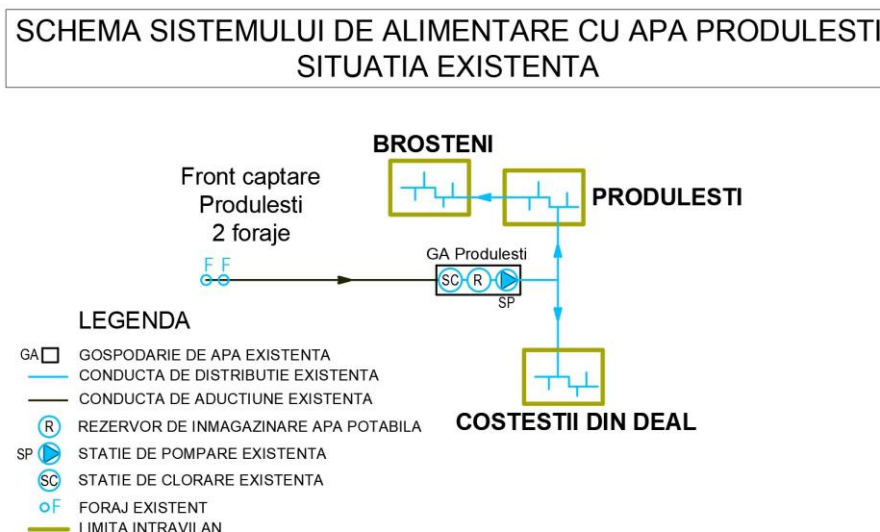 SCHEMA SISTEMULUI DE ALIMENTARE CU APA PRODULESTI
SITUATIA EXISTENTA
BROSTENI
Front captare
Produlesti
2 foraje
PRODULESTI
GA Produlesti
F F
SC R
SP
LEGENDA
GA GOSPODARIE DE APA EXISTENTA
CONDUCTA DE DISTRIBUTIE EXISTENTA
CONDUCTA DE ADUCTIUNE EXISTENTA
R REZERVOR DE INMAGAZINARE APA POTABILA
COSTESTII DIN DEAL
SP STATIE DE POMPARE EXISTENTA
SC STATIE DE CLORARE EXISTENTA
F FORAJ EXISTENT
LIMITA INTRAVILAN